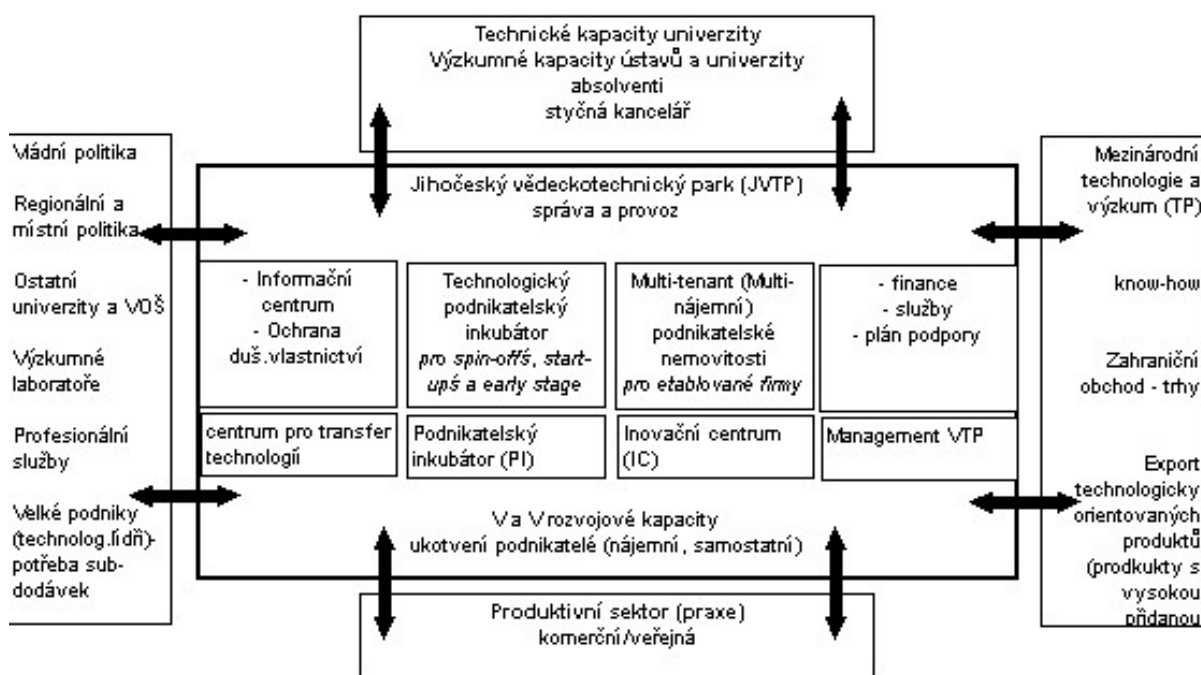 Technické kapacity univerzity
Výzkumné kapacity ústavů a univerzity
absolventi
styčná kancelář
Vládní politika
Regionální a
místní politika
Ostatní
univerzity a VOŠ
Výzkumné
laboratoře
Profesionální
služby
Velké podniky
(technolog.lídři)-
potřeba sub-
dodávek
Jihočeský vědeckotechnický park (JVTP)
správa a provoz
- Informační
centrum
- Ochrana
duš.vlastnictví
Technologický
podnikatelský
inkubátor
pro spin-offš, start-
upš a early stage
Multi-tenant (Multi-
nájemní)
podnikatelské
nemovitosti
pro etablované firmy
- finance
- služby
- plán podpory
centrum pro transfer
technologií
Podnikatelský
inkubátor (PI)
Inovační centrum
(IC)
Management VTP
V a V rozvojové kapacity
ukotvení podnikatelé (nájemní, samostatní)
Mezinárodní
technologie a
výzkum (TP)
know-how
Zahraniční
obchod - trhy
Export
technologicky
orientovaných
produktů
(prodkukty s
vysokou
přidanou
Produktivní sektor (praxe)
komerční/veřejná